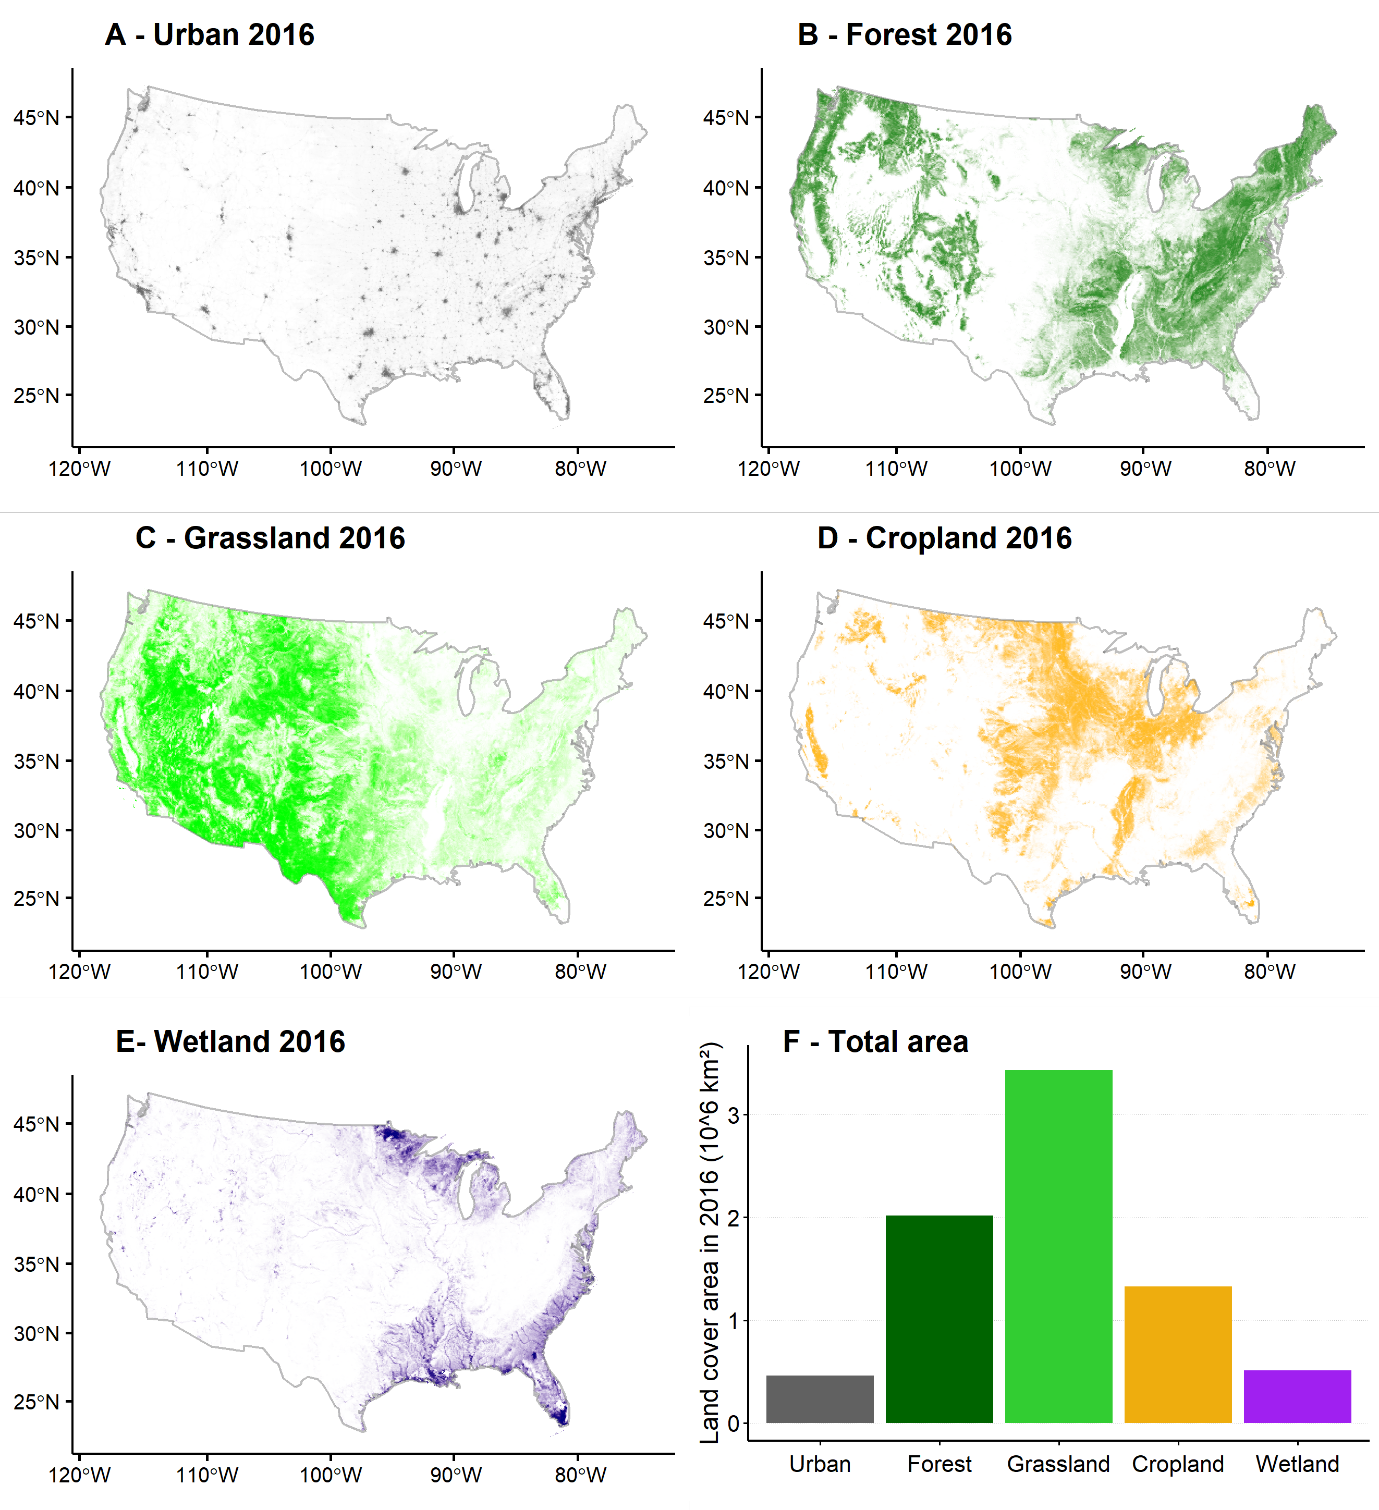 A - Urban 2016
45°N
40°N
35°N
30°N
25°N
120°W 110°W 100°W 90°W 80°W
B - Forest 2016
45°N
40°N
35°N
30°N
25°N
120°W 110°W 100°W 90°W 80°W
C - Grassland 2016
45°N
40°N
35°N
30°N
25°N
120°W 110°W 100°W 90°W 80°W
D - Cropland 2016
45°N
40°N
35°N
30°N
25°N
120°W 110°W 100°W 90°W 80°W
E- Wetland 2016
45°N
40°N
35°N
30°N
25°N
120°W 110°W 100°W 90°W 80°W
F - Total area
Land cover area in 2016 (10^6 km²)
3
2
1
0
Urban Forest Grassland Cropland Wetland